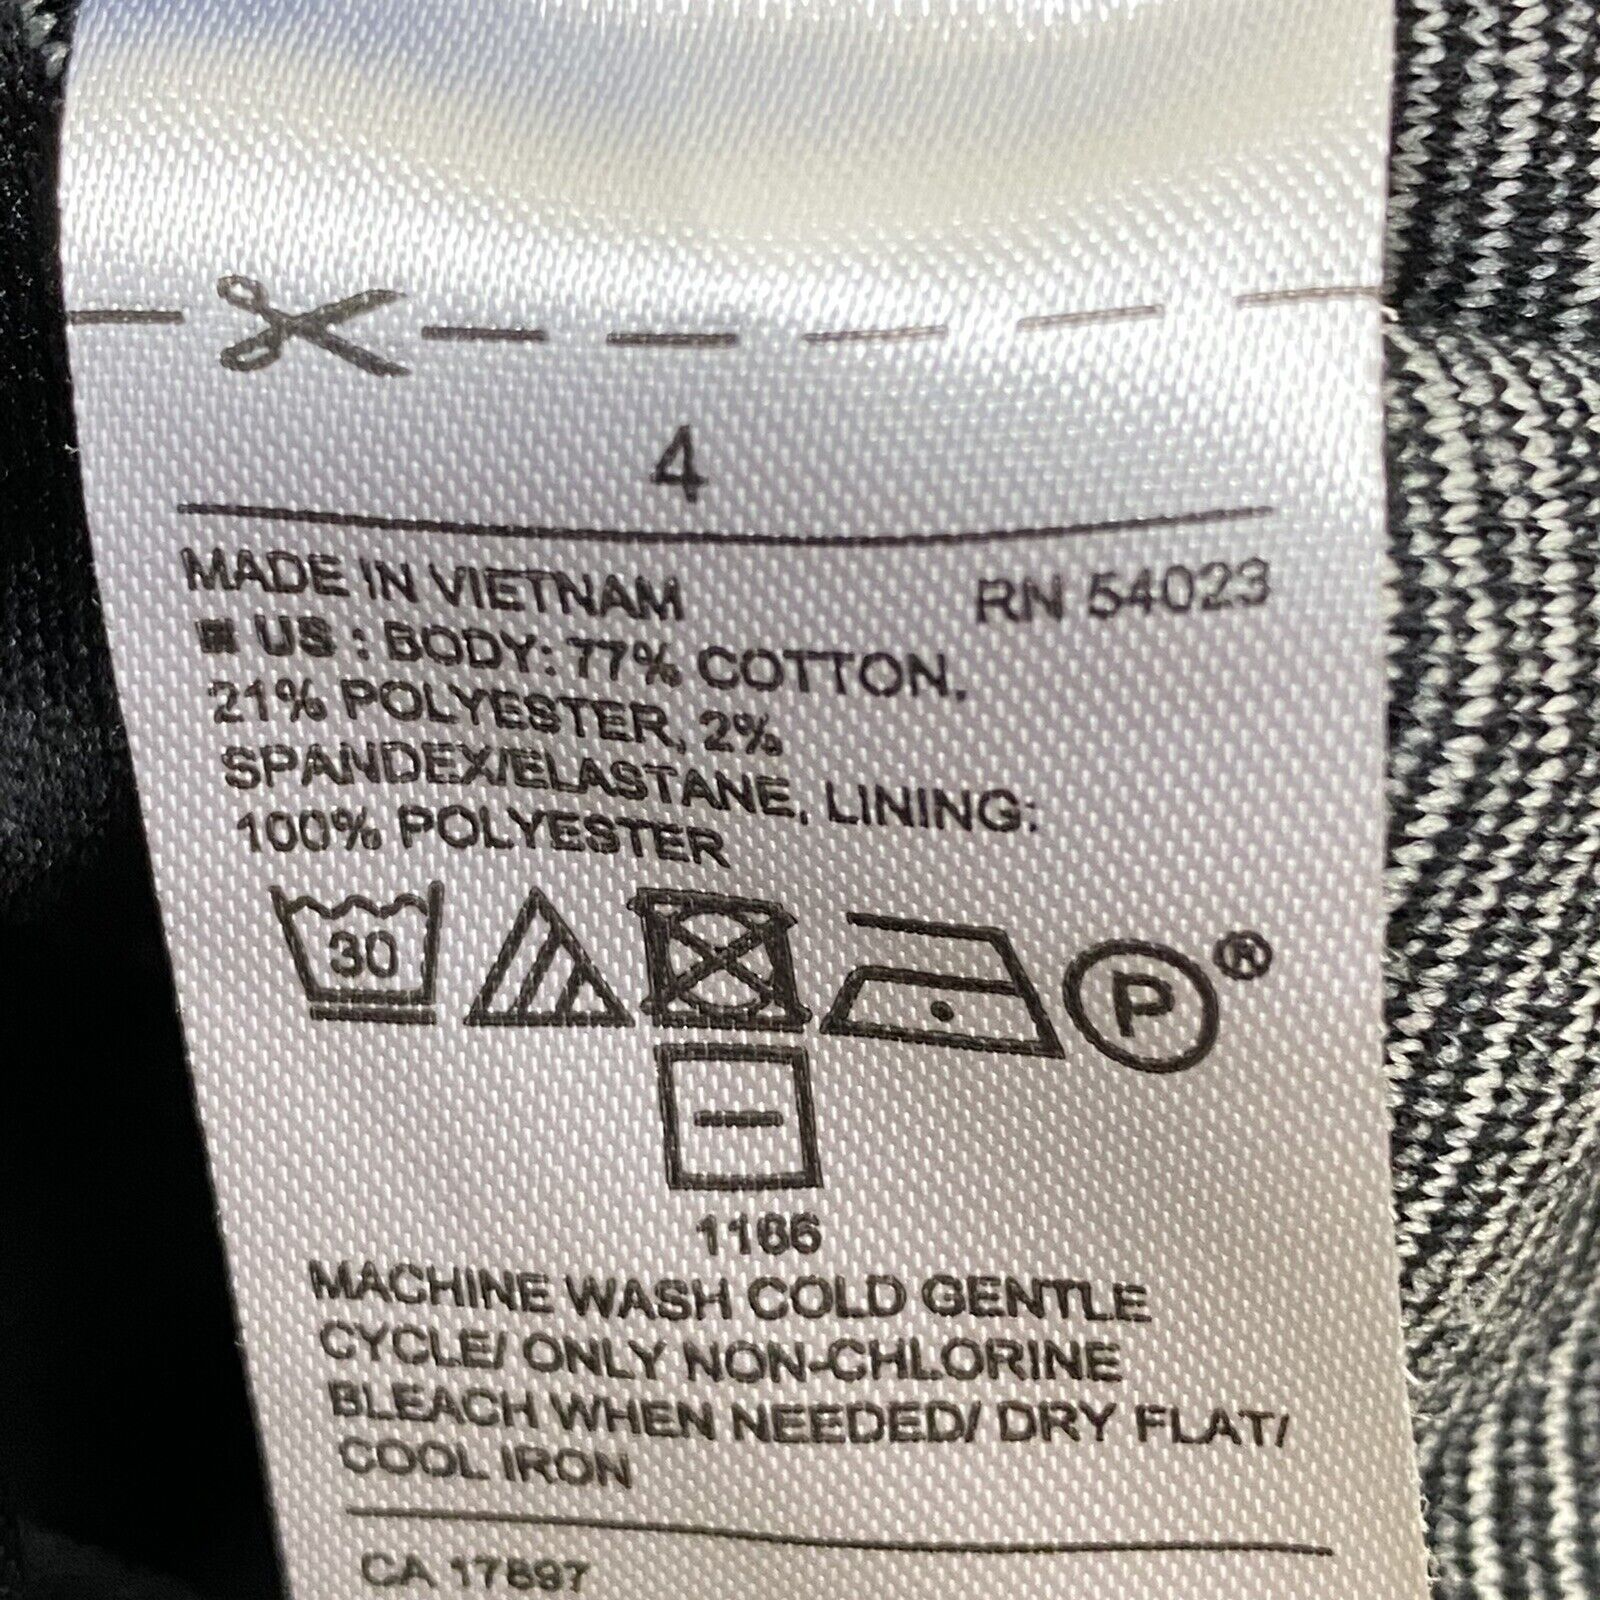 4
MADE IN VIETNAM RN 54023
US : BODY: 77% COTTON,
21% POLYESTER, 2%
SPANDEX/ELASTANE, LINING:
100% POLYESTER
30 P ®
1166
MACHINE WASH COLD GENTLE
CYCLE/ ONLY NON-CHLORINE
BLEACH WHEN NEEDED/ DRY FLAT/
COOL IRON
CA 17897